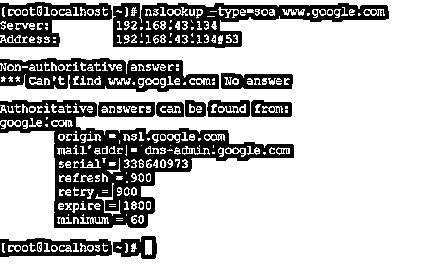 [root@localhost ~]# nslookup -type=soa www.google.com
Server: 192.168.43.134
Address: 192.168.43.134#53
Non-authoritative answer:
*** Can't find www.google.com: No answer
Authoritative answers can be found from:
google.com
origin = ns1.google.com
mail addr = dns-admin.google.com
serial = 338640973
refresh = 900
retry = 900
expire = 1800
minimum = 60
[root@localhost ~]#